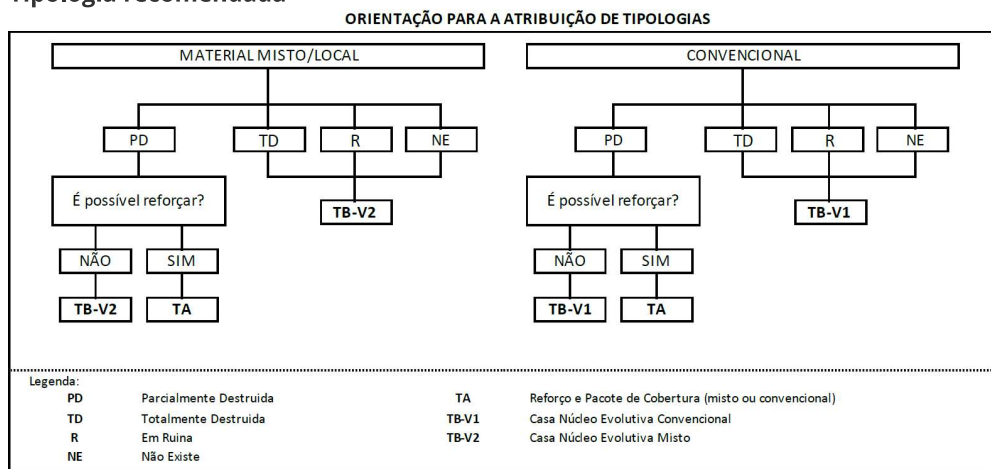 Tipologia recomendada
ORIENTAÇÃO PARA A ATRIBUIÇÃO DE TIPOLOGIAS
MATERIAL MISTO/LOCAL
CONVENCIONAL
PD TD R NE
PD TD R NE
É possível reforçar?
TB-V2
É possível reforçar?
TB-V1
NÃO SIM
NÃO SIM
TB-V2 TA
TB-V1 TA
Legenda:
PD Parcialmente Destruida
TD Totalmente Destruida
R Em Ruina
NE Não Existe
TA Reforço e Pacote de Cobertura (misto ou convencional)
TB-V1 Casa Núcleo Evolutiva Convencional
TB-V2 Casa Núcleo Evolutiva Misto